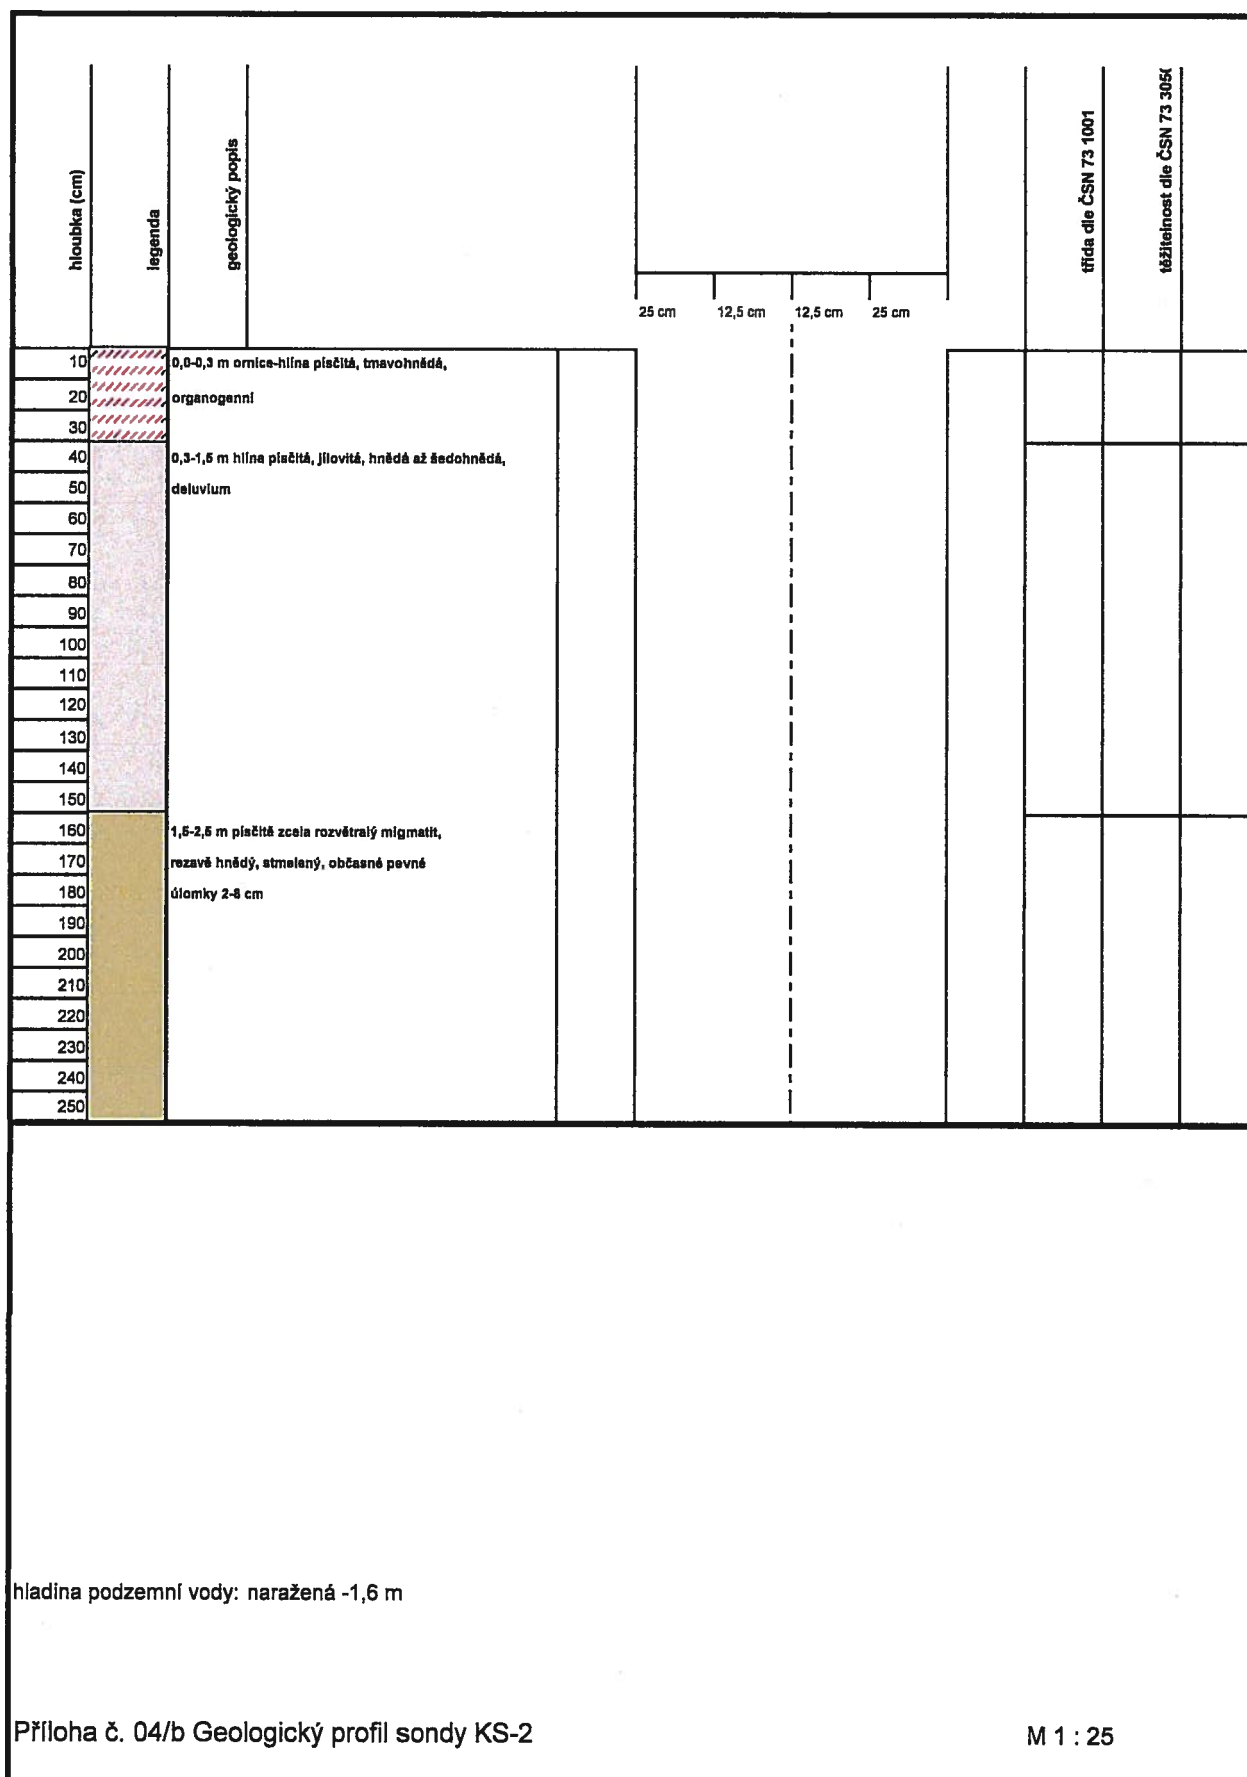 hloubka (cm)
legenda
geologický popis
třída dle ČSN 73 1001
těžitelnost dle ČSN 73 305
25 cm 12,5 cm 12,5 cm 25 cm
10 0,0-0,3 m ornice-hlína písčitá, tmavohnědá,
20 organogenní
30
40 0,3-1,5 m hlína písčitá, jílovitá, hnědá až šedohnědá,
50 deluvium
60
70
80
90
100
110
120
130
140
150
160 1,5-2,5 m písčitě zcela rozvětralý migmatit,
170 rezavě hnědý, stmelený, občasné pevné
180 úlomky 2-8 cm
190
200
210
220
230
240
250
hladina podzemní vody: naražená -1,6 m
Příloha č. 04/b Geologický profil sondy KS-2 M 1 : 25